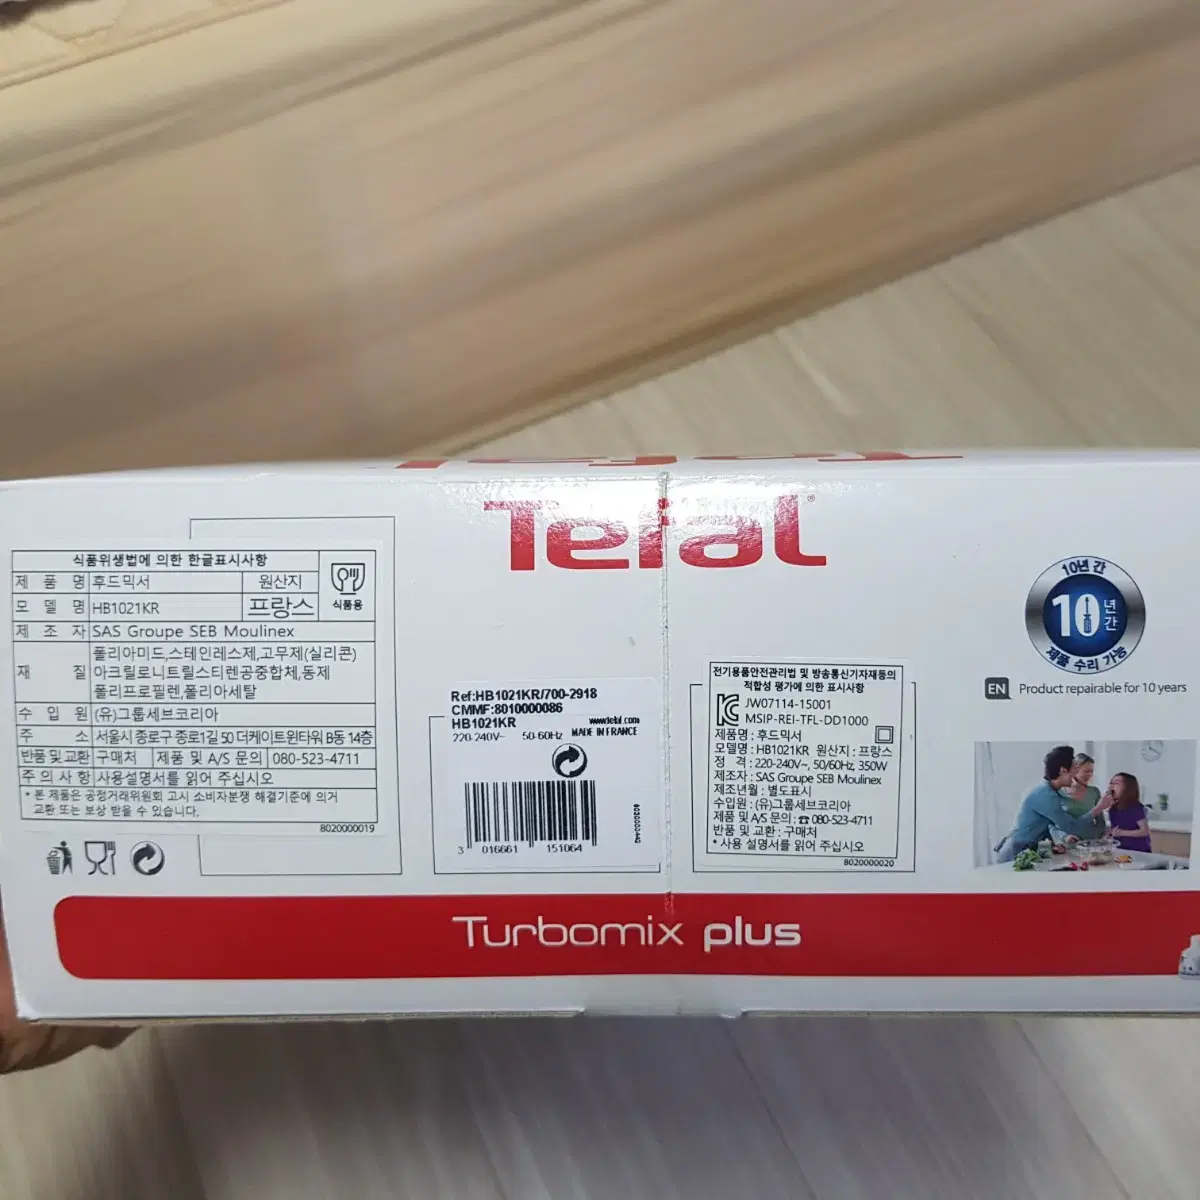 Tefal®
식품위생법에 의한 한글표시사항
제 품 명 후드믹서 원산지
모 델 명 HB1021KR 프랑스
식품용
제 조 자 SAS Groupe SEB Moulinex
재 질 폴리아미드,스테인레스제,고무제(실리콘)
아크릴로니트릴스티렌공중합체,동제
폴리프로필렌,폴리아세탈
수 입 원 (유)그룹세브코리아
주 소 서울시 종로구 종로1길 50 더케이트윈타워 B동 14층
반품 및 교환 구매처 제품 및 A/S 문의 080-523-4711
주 의 사 항 사용설명서를 읽어 주십시오
* 본 제품은 공정거래위원회 고시 소비자분쟁 해결기준에 의거
교환 또는 보상 받을 수 있습니다.
8020000019
Ref:HB1021KR/700-2918
CMMF:8010000086
HB1021KR www.tefal.com
220-240V~ 50-60Hz MADE IN FRANCE
3 016661 151064
전기용품안전관리법 및 방송통신기자재등의
적합성 평가에 의한 표시사항
JW07114-15001
MSIP-REI-TFL-DD1000
제품명 : 후드믹서
모델명 : HB1021KR 원산지 : 프랑스
정 격 : 220-240V~, 50/60Hz, 350W
제조자 : SAS Groupe SEB Moulinex
제조년월 : 별도표시
수입원 : (유)그룹세브코리아
제품 및 A/S 문의 : ☎ 080-523-4711
반품 및 교환 : 구매처
* 사용 설명서를 읽어 주십시오
8020000020
10년 간
10년간
제품 수리 가능
EN Product repairable for 10 years
Turbomix plus